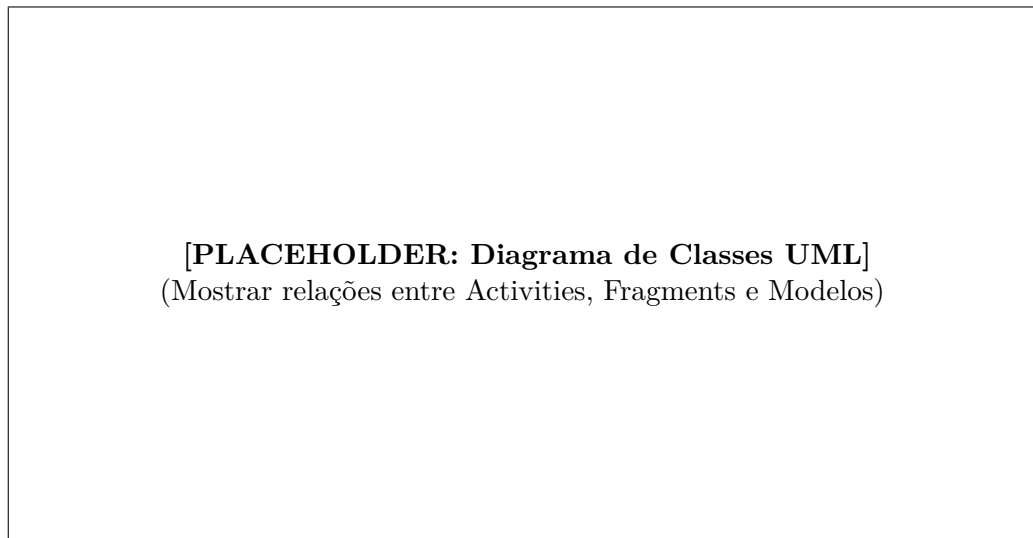 [PLACEHOLDER: Diagrama de Classes UML]
(Mostrar relações entre Activities, Fragments e Modelos)